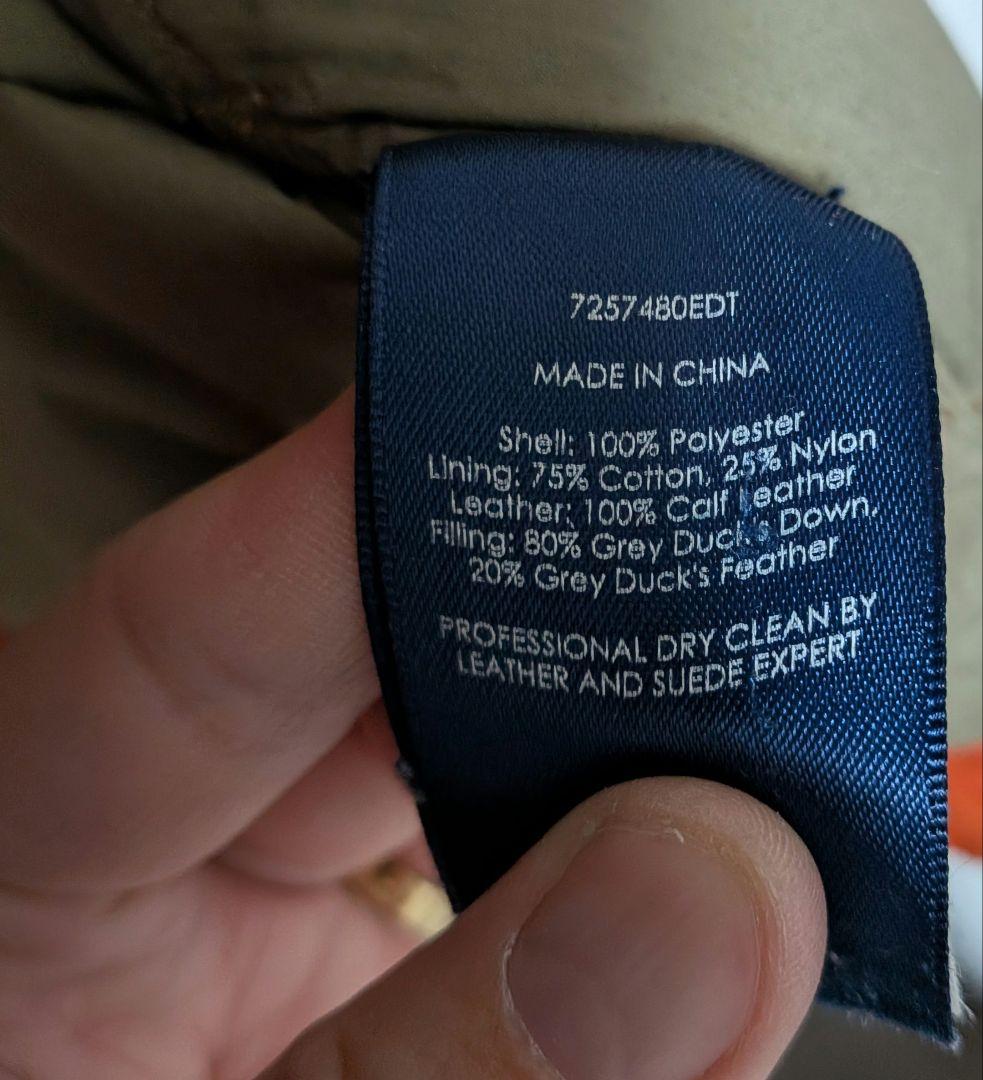 7257480EDT
MADE IN CHINA
Shell: 100% Polyester
Lining: 75% Cotton, 25% Nylon
Leather: 100% Calf Leather
Filling: 80% Grey Duck's Down,
20% Grey Duck's Feather
PROFESSIONAL DRY CLEAN BY
LEATHER AND SUEDE EXPERT